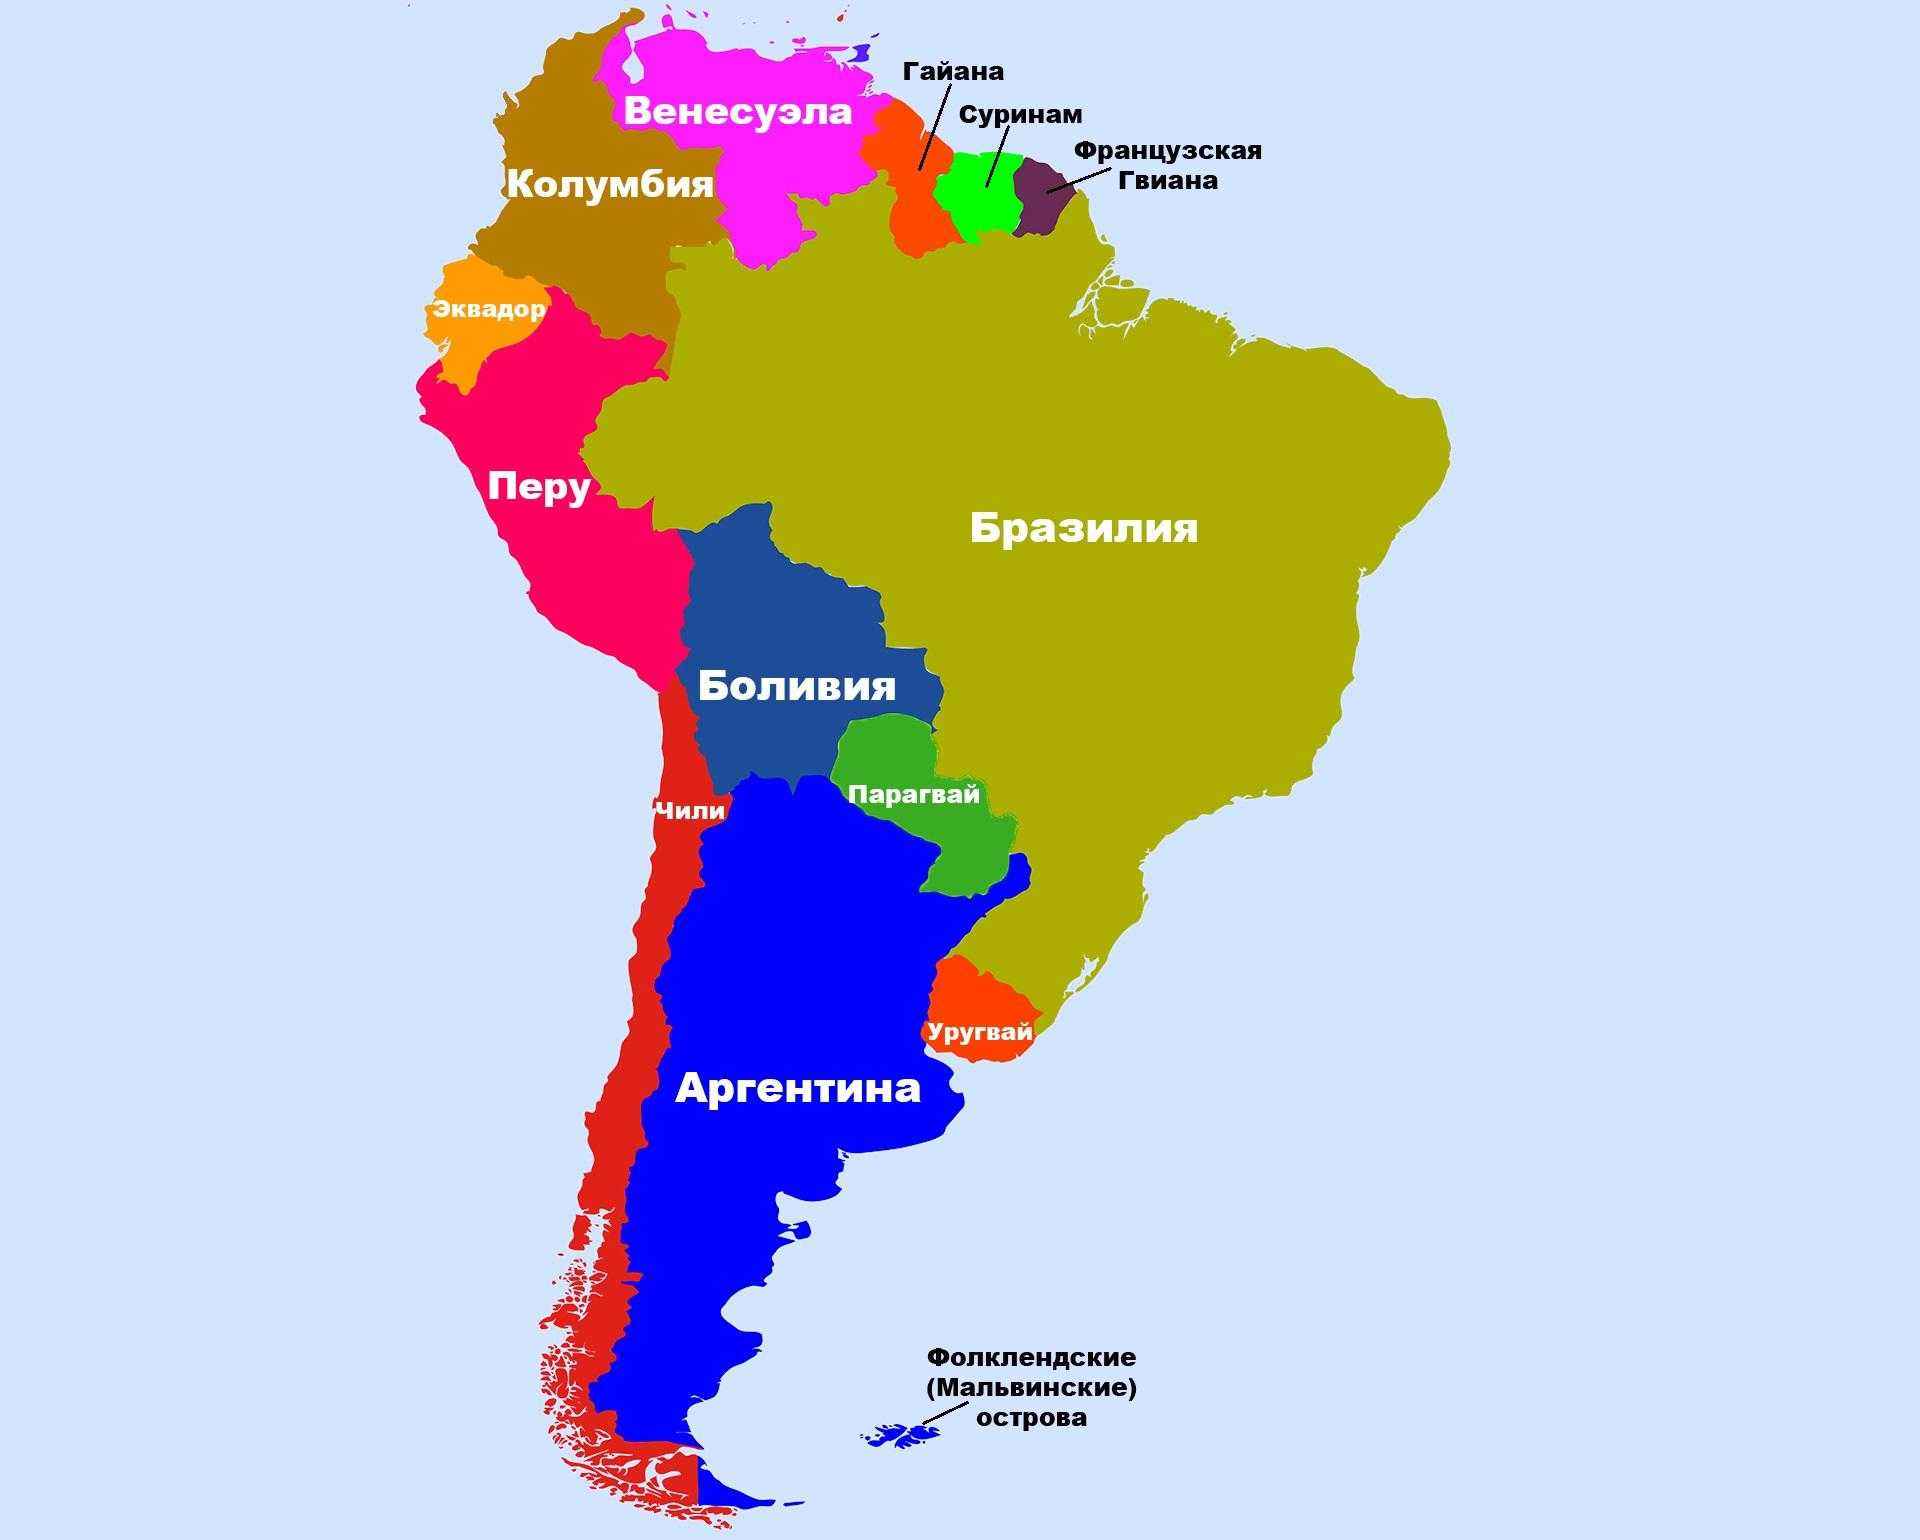 Гайана
Венесуэла
Суринам
Французская
Гвиана
Колумбия
Эквадор
Перу
Бразилия
Боливия
Парагвай
Чили
Уругвай
Аргентина
Фолклендские
(Мальвинские)
острова